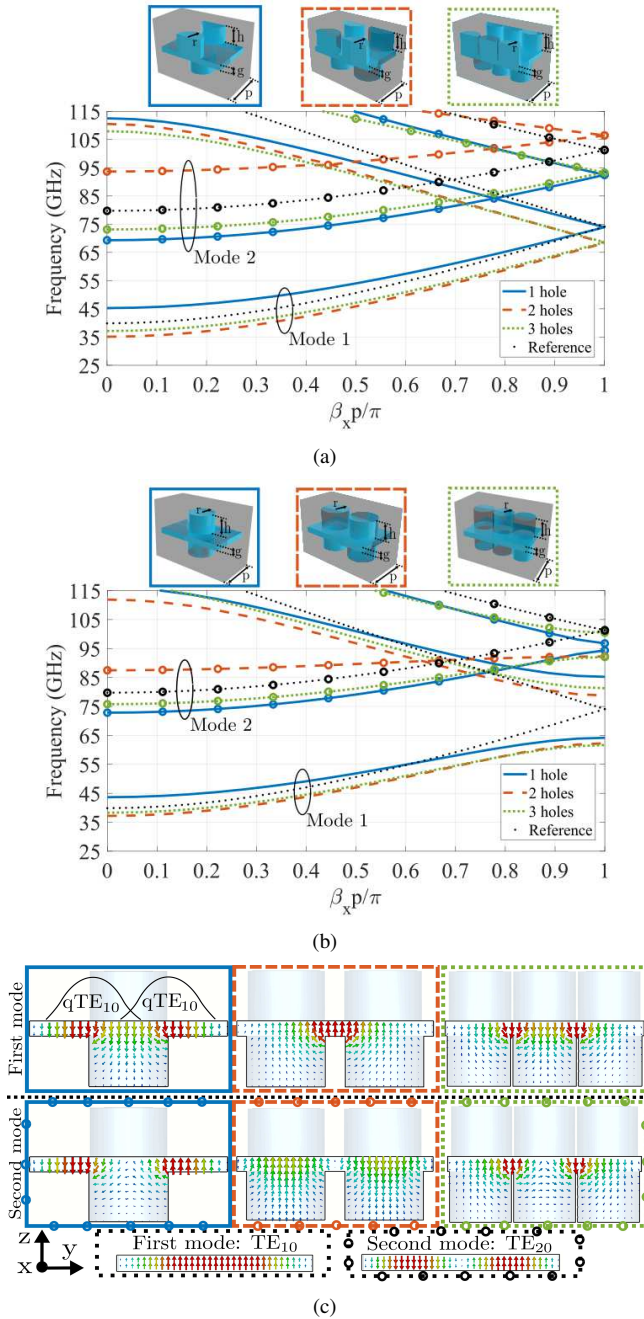 r h g p r h g p r h g p
115
105
95
85
75
65
55
45
35
25
Frequency (GHz)
Mode 2
Mode 1
1 hole
2 holes
3 holes
Reference
0 0.1 0.2 0.3 0.4 0.5 0.6 0.7 0.8 0.9 1
βₓp/π
(a)
r h g p r h g p r h g p
115
105
95
85
75
65
55
45
35
25
Frequency (GHz)
Mode 2
Mode 1
1 hole
2 holes
3 holes
Reference
0 0.1 0.2 0.3 0.4 0.5 0.6 0.7 0.8 0.9 1
βₓp/π
(b)
First mode
qTE₁₀ qTE₁₀
Second mode
z
x y
First mode: TE₁₀
Second mode: TE₂₀
(c)